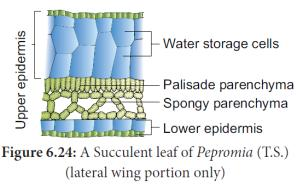 Upper epidermis
Water storage cells
Palisade parenchyma
Spongy parenchyma
Lower epidermis
Figure 6.24: A Succulent leaf of Pepromia (T.S.)
(lateral wing portion only)